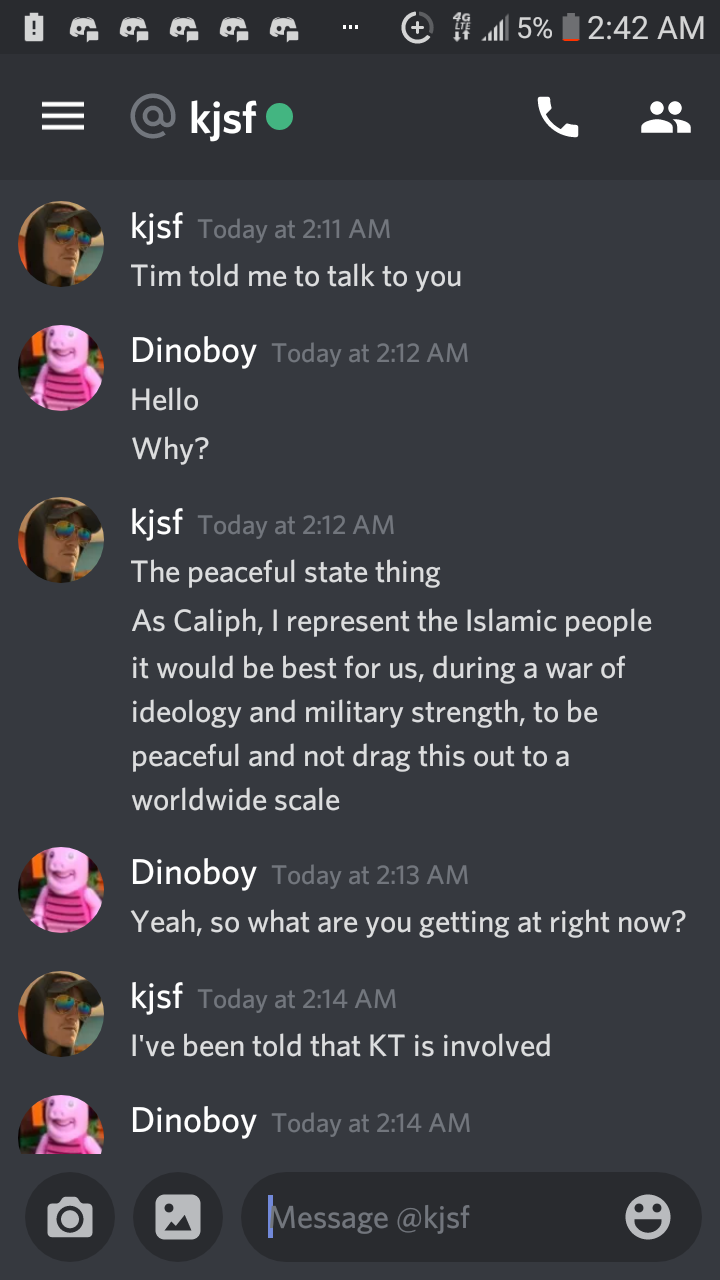 4G
LTE
5%
2:42 AM
@ kjsf
kjsf Today at 2:11 AM
Tim told me to talk to you
Dinoboy Today at 2:12 AM
Hello
Why?
kjsf Today at 2:12 AM
The peaceful state thing
As Caliph, I represent the Islamic people
it would be best for us, during a war of
ideology and military strength, to be
peaceful and not drag this out to a
worldwide scale
Dinoboy Today at 2:13 AM
Yeah, so what are you getting at right now?
kjsf Today at 2:14 AM
I've been told that KT is involved
Dinoboy Today at 2:14 AM
Message @kjsf